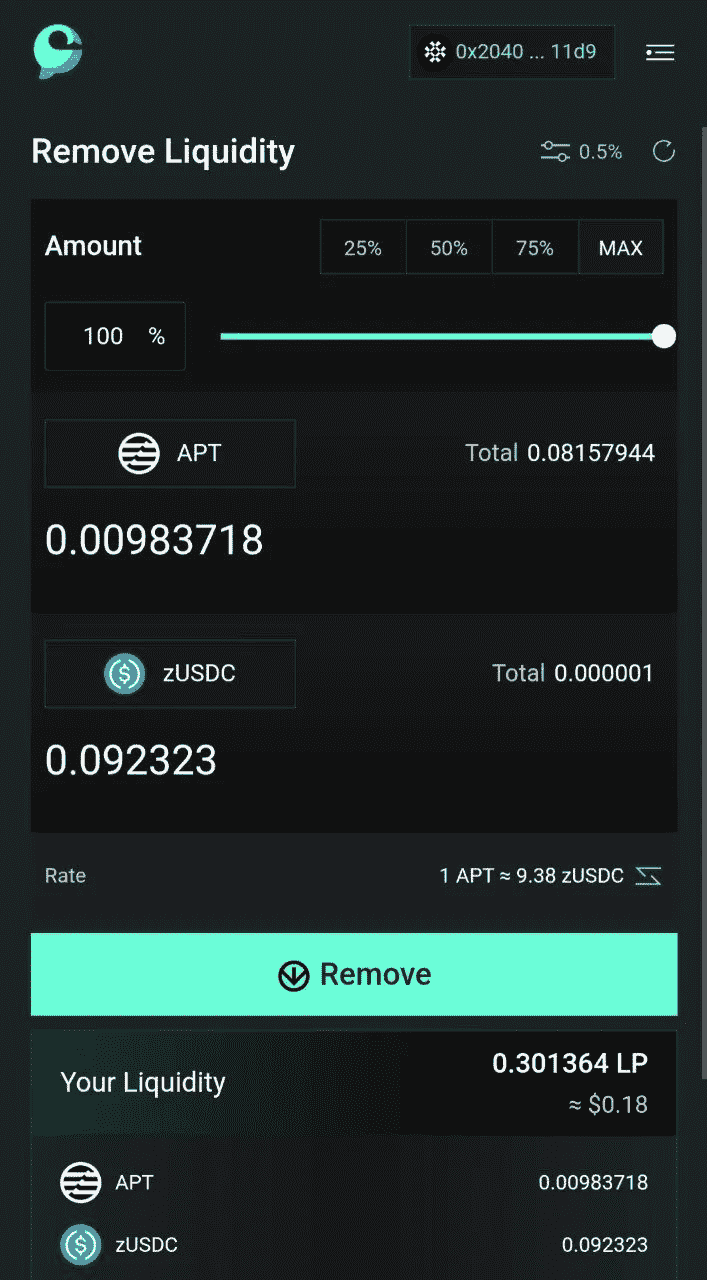 0x2040 ... 11d9
Remove Liquidity
0.5%
Amount
25% 50% 75% MAX
100 %
APT
Total 0.08157944
0.00983718
zUSDC
Total 0.000001
0.092323
Rate
1 APT ≈ 9.38 zUSDC
Remove
Your Liquidity
0.301364 LP
≈ $0.18
APT
0.00983718
zUSDC
0.092323